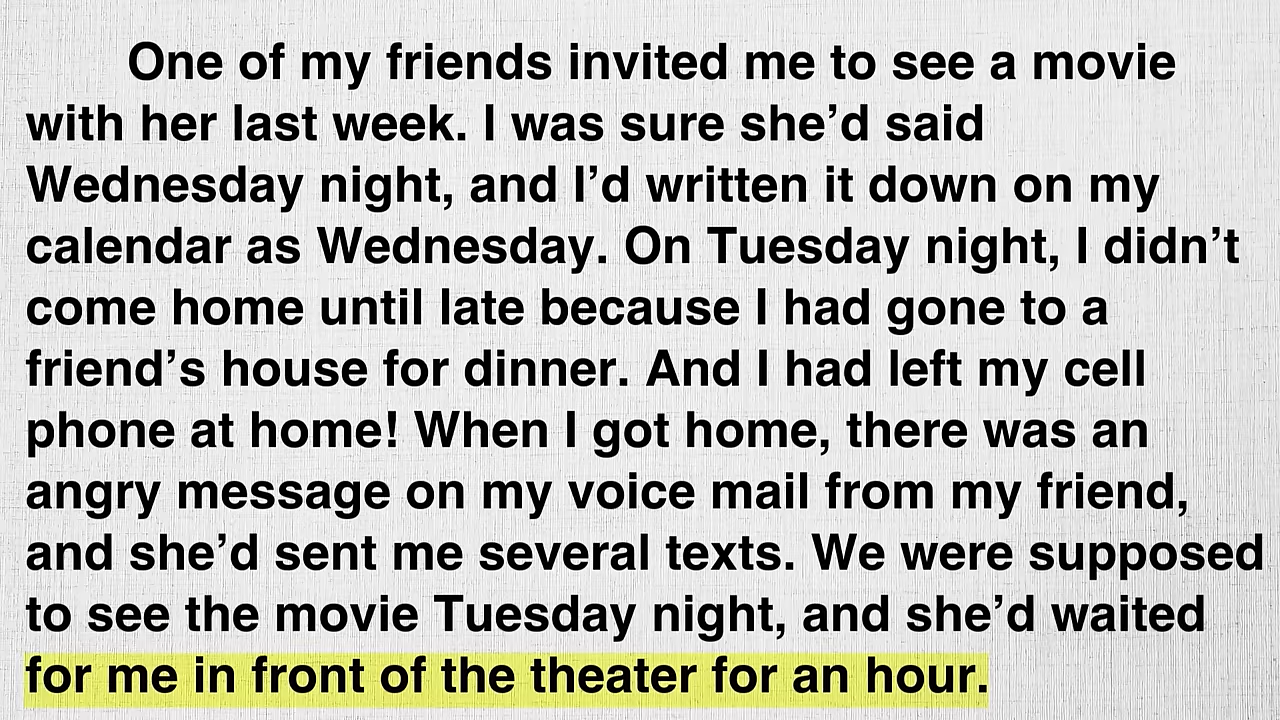 One of my friends invited me to see a movie
with her last week. I was sure she’d said
Wednesday night, and I’d written it down on my
calendar as Wednesday. On Tuesday night, I didn’t
come home until late because I had gone to a
friend’s house for dinner. And I had left my cell
phone at home! When I got home, there was an
angry message on my voice mail from my friend,
and she’d sent me several texts. We were supposed
to see the movie Tuesday night, and she’d waited
for me in front of the theater for an hour.